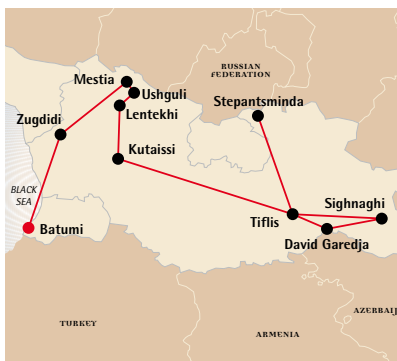 RUSSIAN
FEDERATION
Mestia
Ushguli
Stepantsminda
Lentekhi
Zugdidi
Kutaissi
BLACK
SEA
Sighnaghi
Tiflis
Batumi
David Garedja
AZERBAIJ
TURKEY
ARMENIA